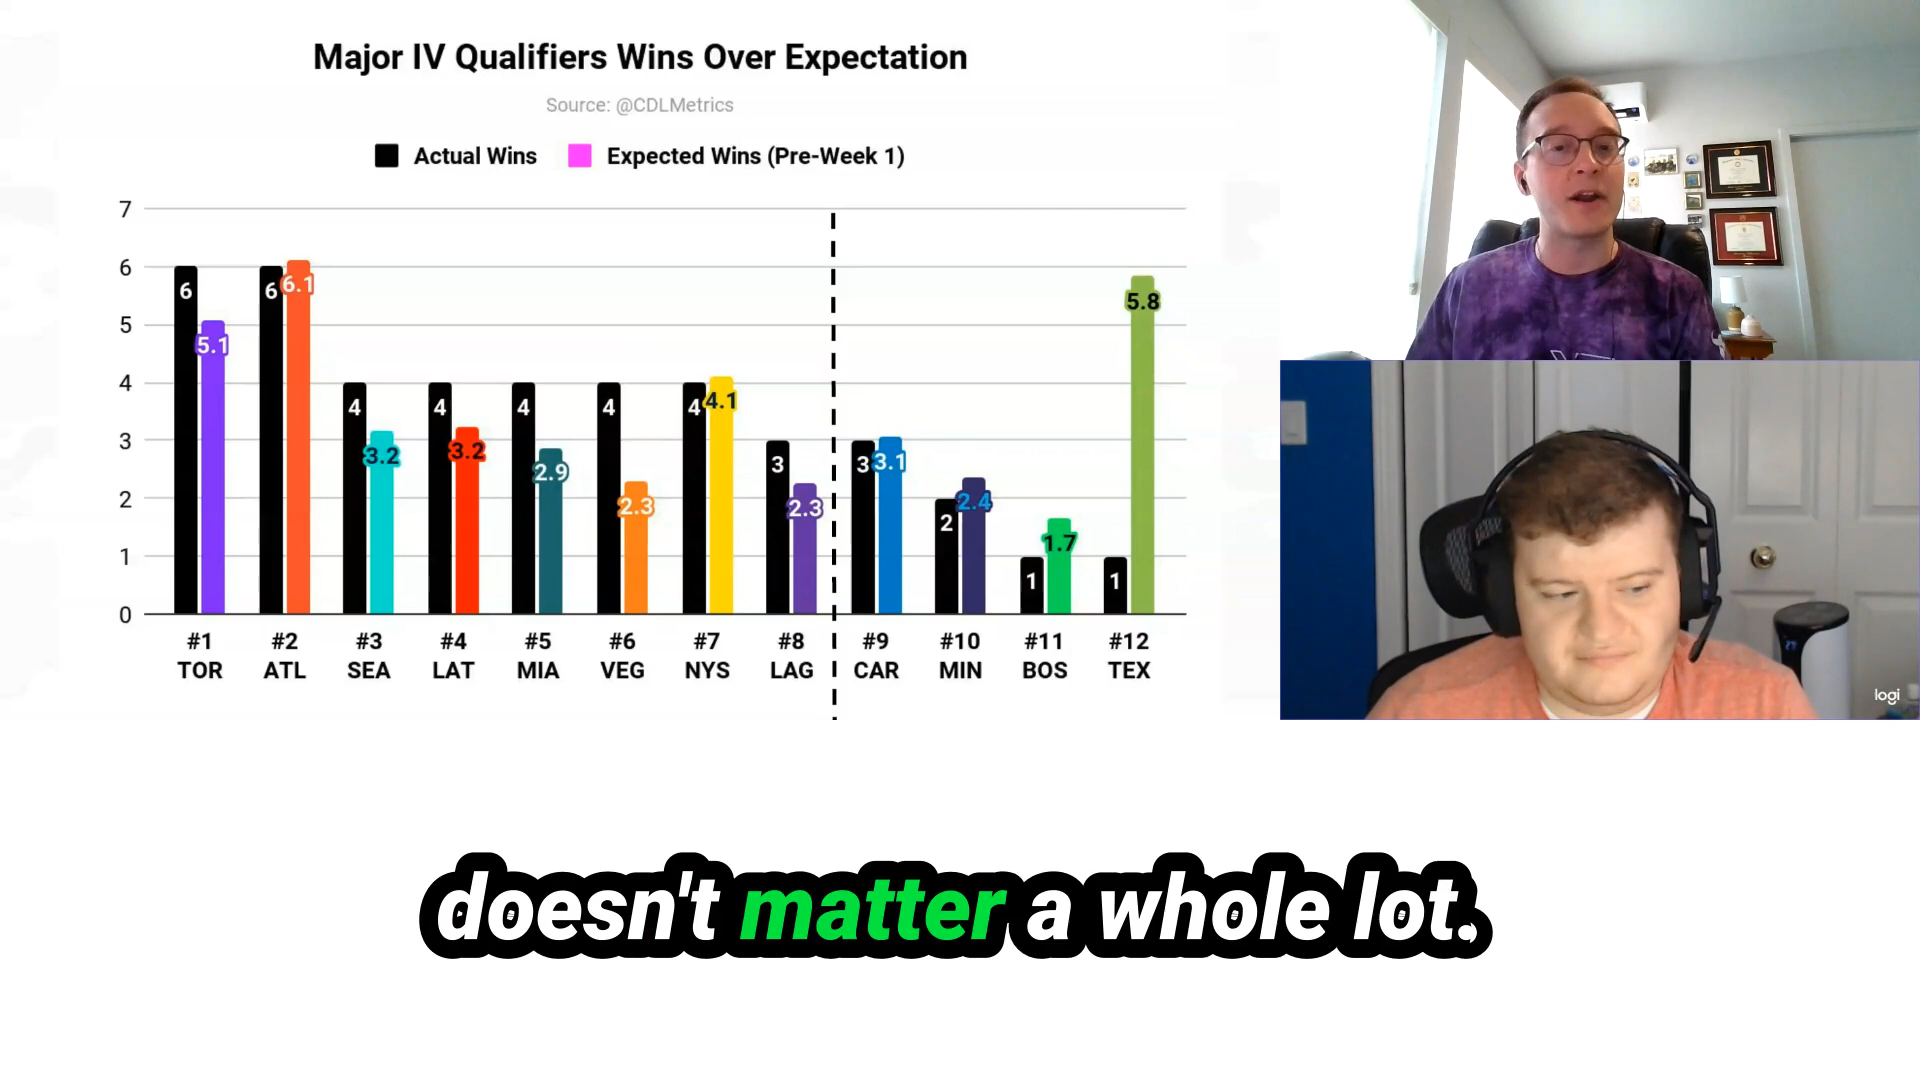 Major IV Qualifiers Wins Over Expectation
Source: @CDLMetrics
Actual Wins Expected Wins (Pre-Week 1)
7
6
5
4
3
2
1
0
6 5.1
6 6.1
4 3.2
4 3.2
4 2.9
4 2.3
4 4.1
3 2.3
3 3.1
2 2.4
1 1.7
1 5.8
#1 #2 #3 #4 #5 #6 #7 #8 #9 #10 #11 #12
TOR ATL SEA LAT MIA VEG NYS LAG CAR MIN BOS TEX
logi
doesn't matter a whole lot.